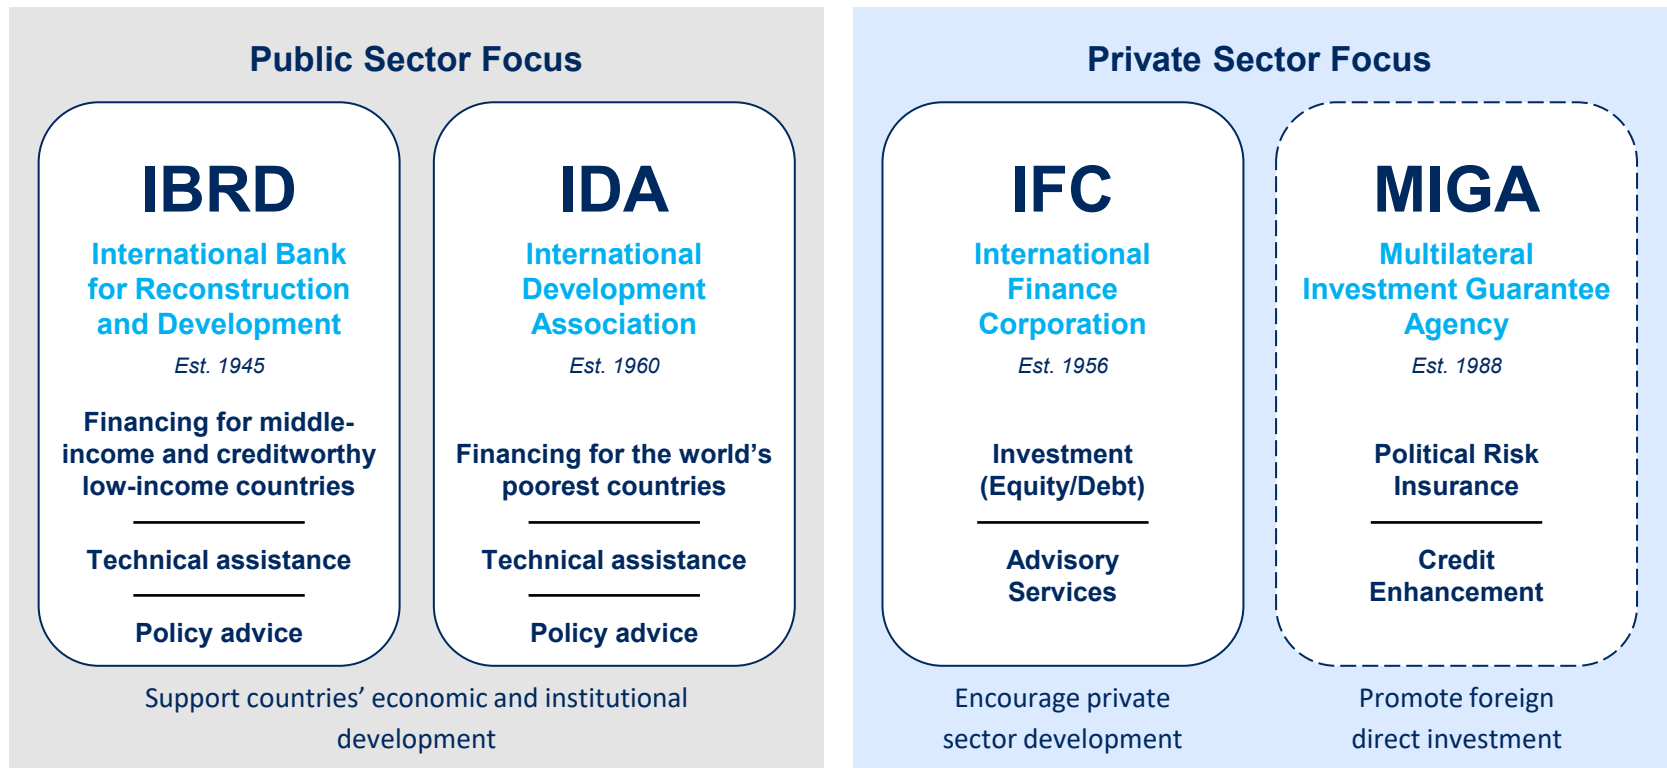 Public Sector Focus
IBRD
International Bank
for Reconstruction
and Development
Est. 1945
Financing for middle-
income and creditworthy
low-income countries
Technical assistance
Policy advice
IDA
International
Development
Association
Est. 1960
Financing for the world’s
poorest countries
Technical assistance
Policy advice
Support countries’ economic and institutional
development
Private Sector Focus
IFC
International
Finance
Corporation
Est. 1956
Investment
(Equity/Debt)
Advisory
Services
Encourage private
sector development
MIGA
Multilateral
Investment Guarantee
Agency
Est. 1988
Political Risk
Insurance
Credit
Enhancement
Promote foreign
direct investment